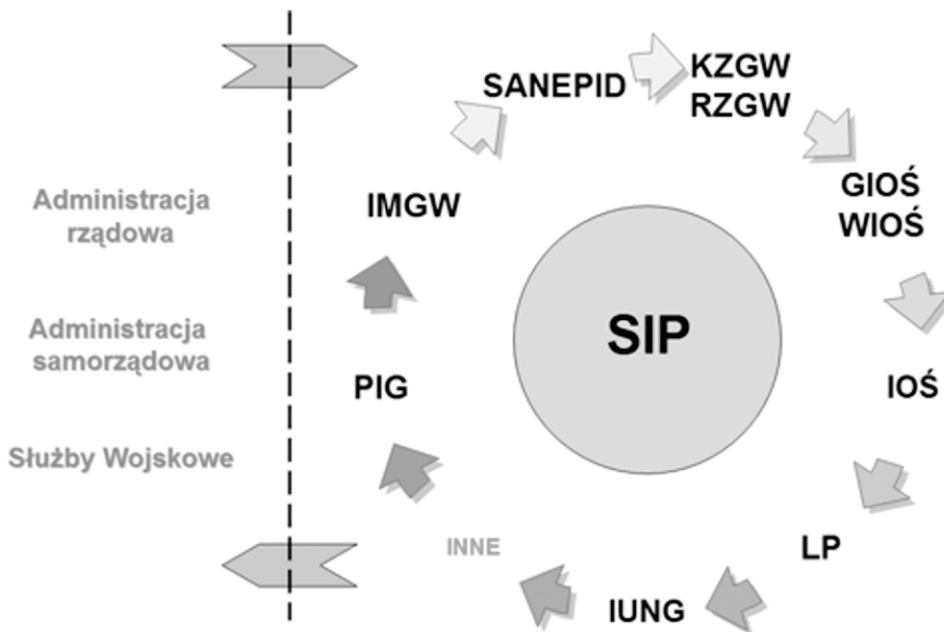 Administracja
rządowa
Administracja
samorządowa
Służby Wojskowe
SANEPID
KZGW
RZGW
GIOŚ
WIOŚ
IOŚ
LP
IUNG
INNE
PIG
IMGW
SIP